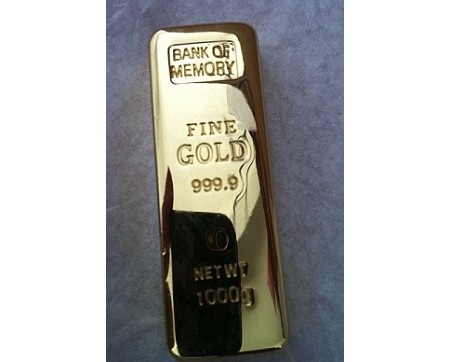 BANK OF
MEMORY
FINE
GOLD
999.9
NET WT
1000g